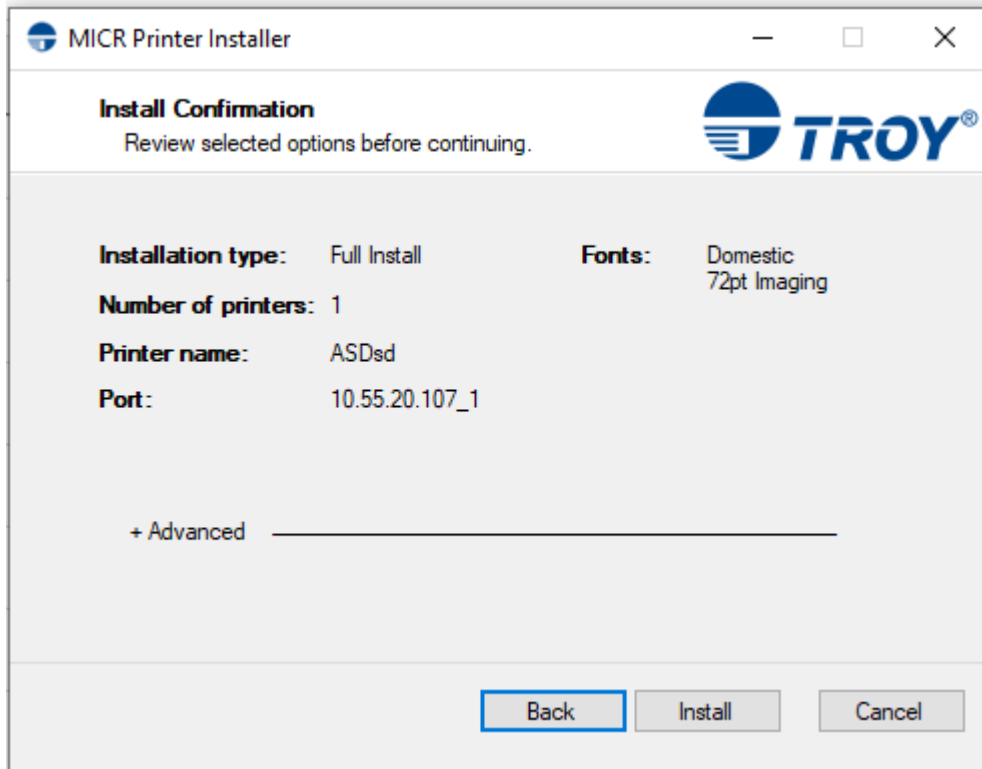 MICR Printer Installer
Install Confirmation
Review selected options before continuing.
TROY®
Installation type: Full Install Fonts: Domestic
72pt Imaging
Number of printers: 1
Printer name: ASDsd
Port: 10.55.20.107_1
+ Advanced
Back Install Cancel